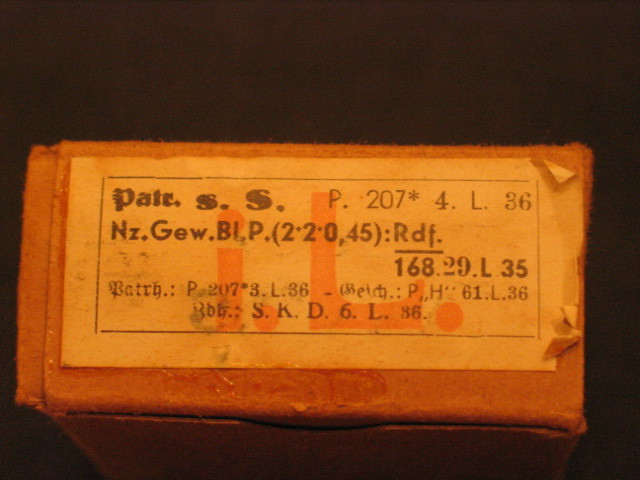 Patr. s. S. P. 207* 4. L. 36
Nz.Gew.Bl.P.(2·2·0,45):Rdf.
168.29.L 35
Patrh.: P 207*3.L.36 - Gesch.: P„H“ 61.L.36
Zdh.: S. K. D. 6. L. 36.
i.L.